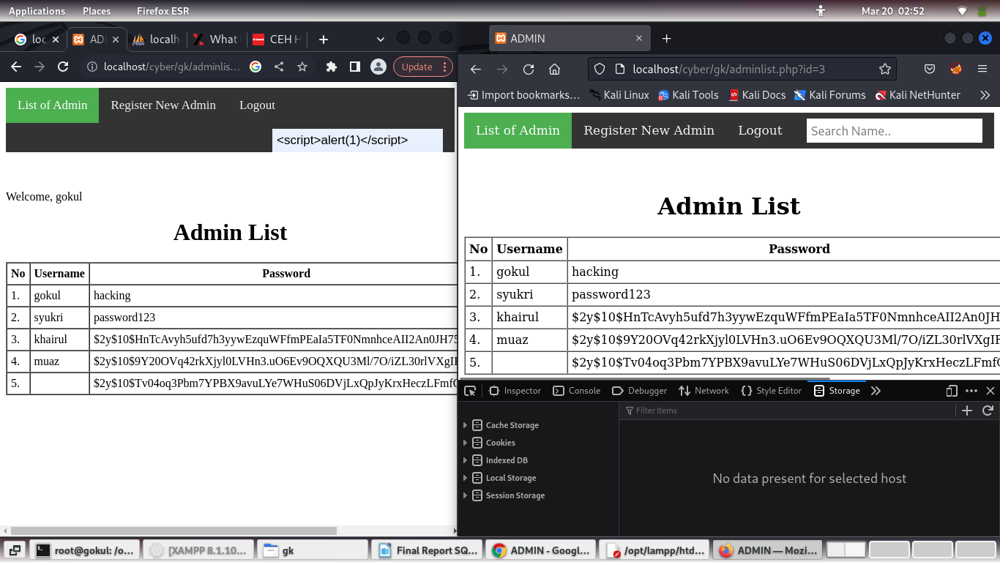 Applications Places Firefox ESR Mar 20 02:52
loc AD localh What CEH H
Update
localhost/cyber/gk/adminlis...
List of Admin Register New Admin Logout
<script>alert(1)</script>
Welcome, gokul
Admin List
No Username Password
1. gokul hacking
2. syukri password123
3. khairul $2y$10$HnTcAvyh5ufd7h3yywEzquWFfmPEaIa5TF0NmnhceAII2An0JH75
4. muaz $2y$10$9Y20OVq42rkXjyl0LVHn3.uO6Ev9OQXQU3Ml/7O/iZL30rlVXgIF
5. $2y$10$Tv04oq3Pbm7YPBX9avuLYe7WHuS06DVjLxQpJyKrxHeczLFmfC
ADMIN
localhost/cyber/gk/adminlist.php?id=3
Import bookmarks... Kali Linux Kali Tools Kali Docs Kali Forums Kali NetHunter
List of Admin Register New Admin Logout Search Name..
Admin List
No Username Password
1. gokul hacking
2. syukri password123
3. khairul $2y$10$HnTcAvyh5ufd7h3yywEzquWFfmPEaIa5TF0NmnhceAII2An0JH
4. muaz $2y$10$9Y20OVq42rkXjyl0LVHn3.uO6Ev9OQXQU3Ml/7O/iZL30rlVXgIF
5. $2y$10$Tv04oq3Pbm7YPBX9avuLYe7WHuS06DVjLxQpJyKrxHeczLFmfC
Inspector Console Debugger Network Style Editor Storage
Filter Items
Cache Storage
Cookies
Indexed DB
Local Storage
Session Storage
No data present for selected host
root@gokul: /o... [XAMPP 8.1.10... gk Final Report SQ... ADMIN - Googl... /opt/lampp/htd... ADMIN — Mozi...